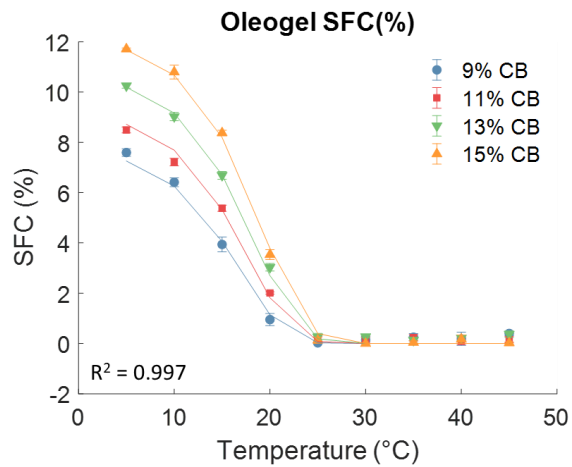 Oleogel SFC(%)
12
10
8
6
4
2
0
-2
SFC (%)
9% CB
11% CB
13% CB
15% CB
R² = 0.997
0
10
20
30
40
50
Temperature (°C)